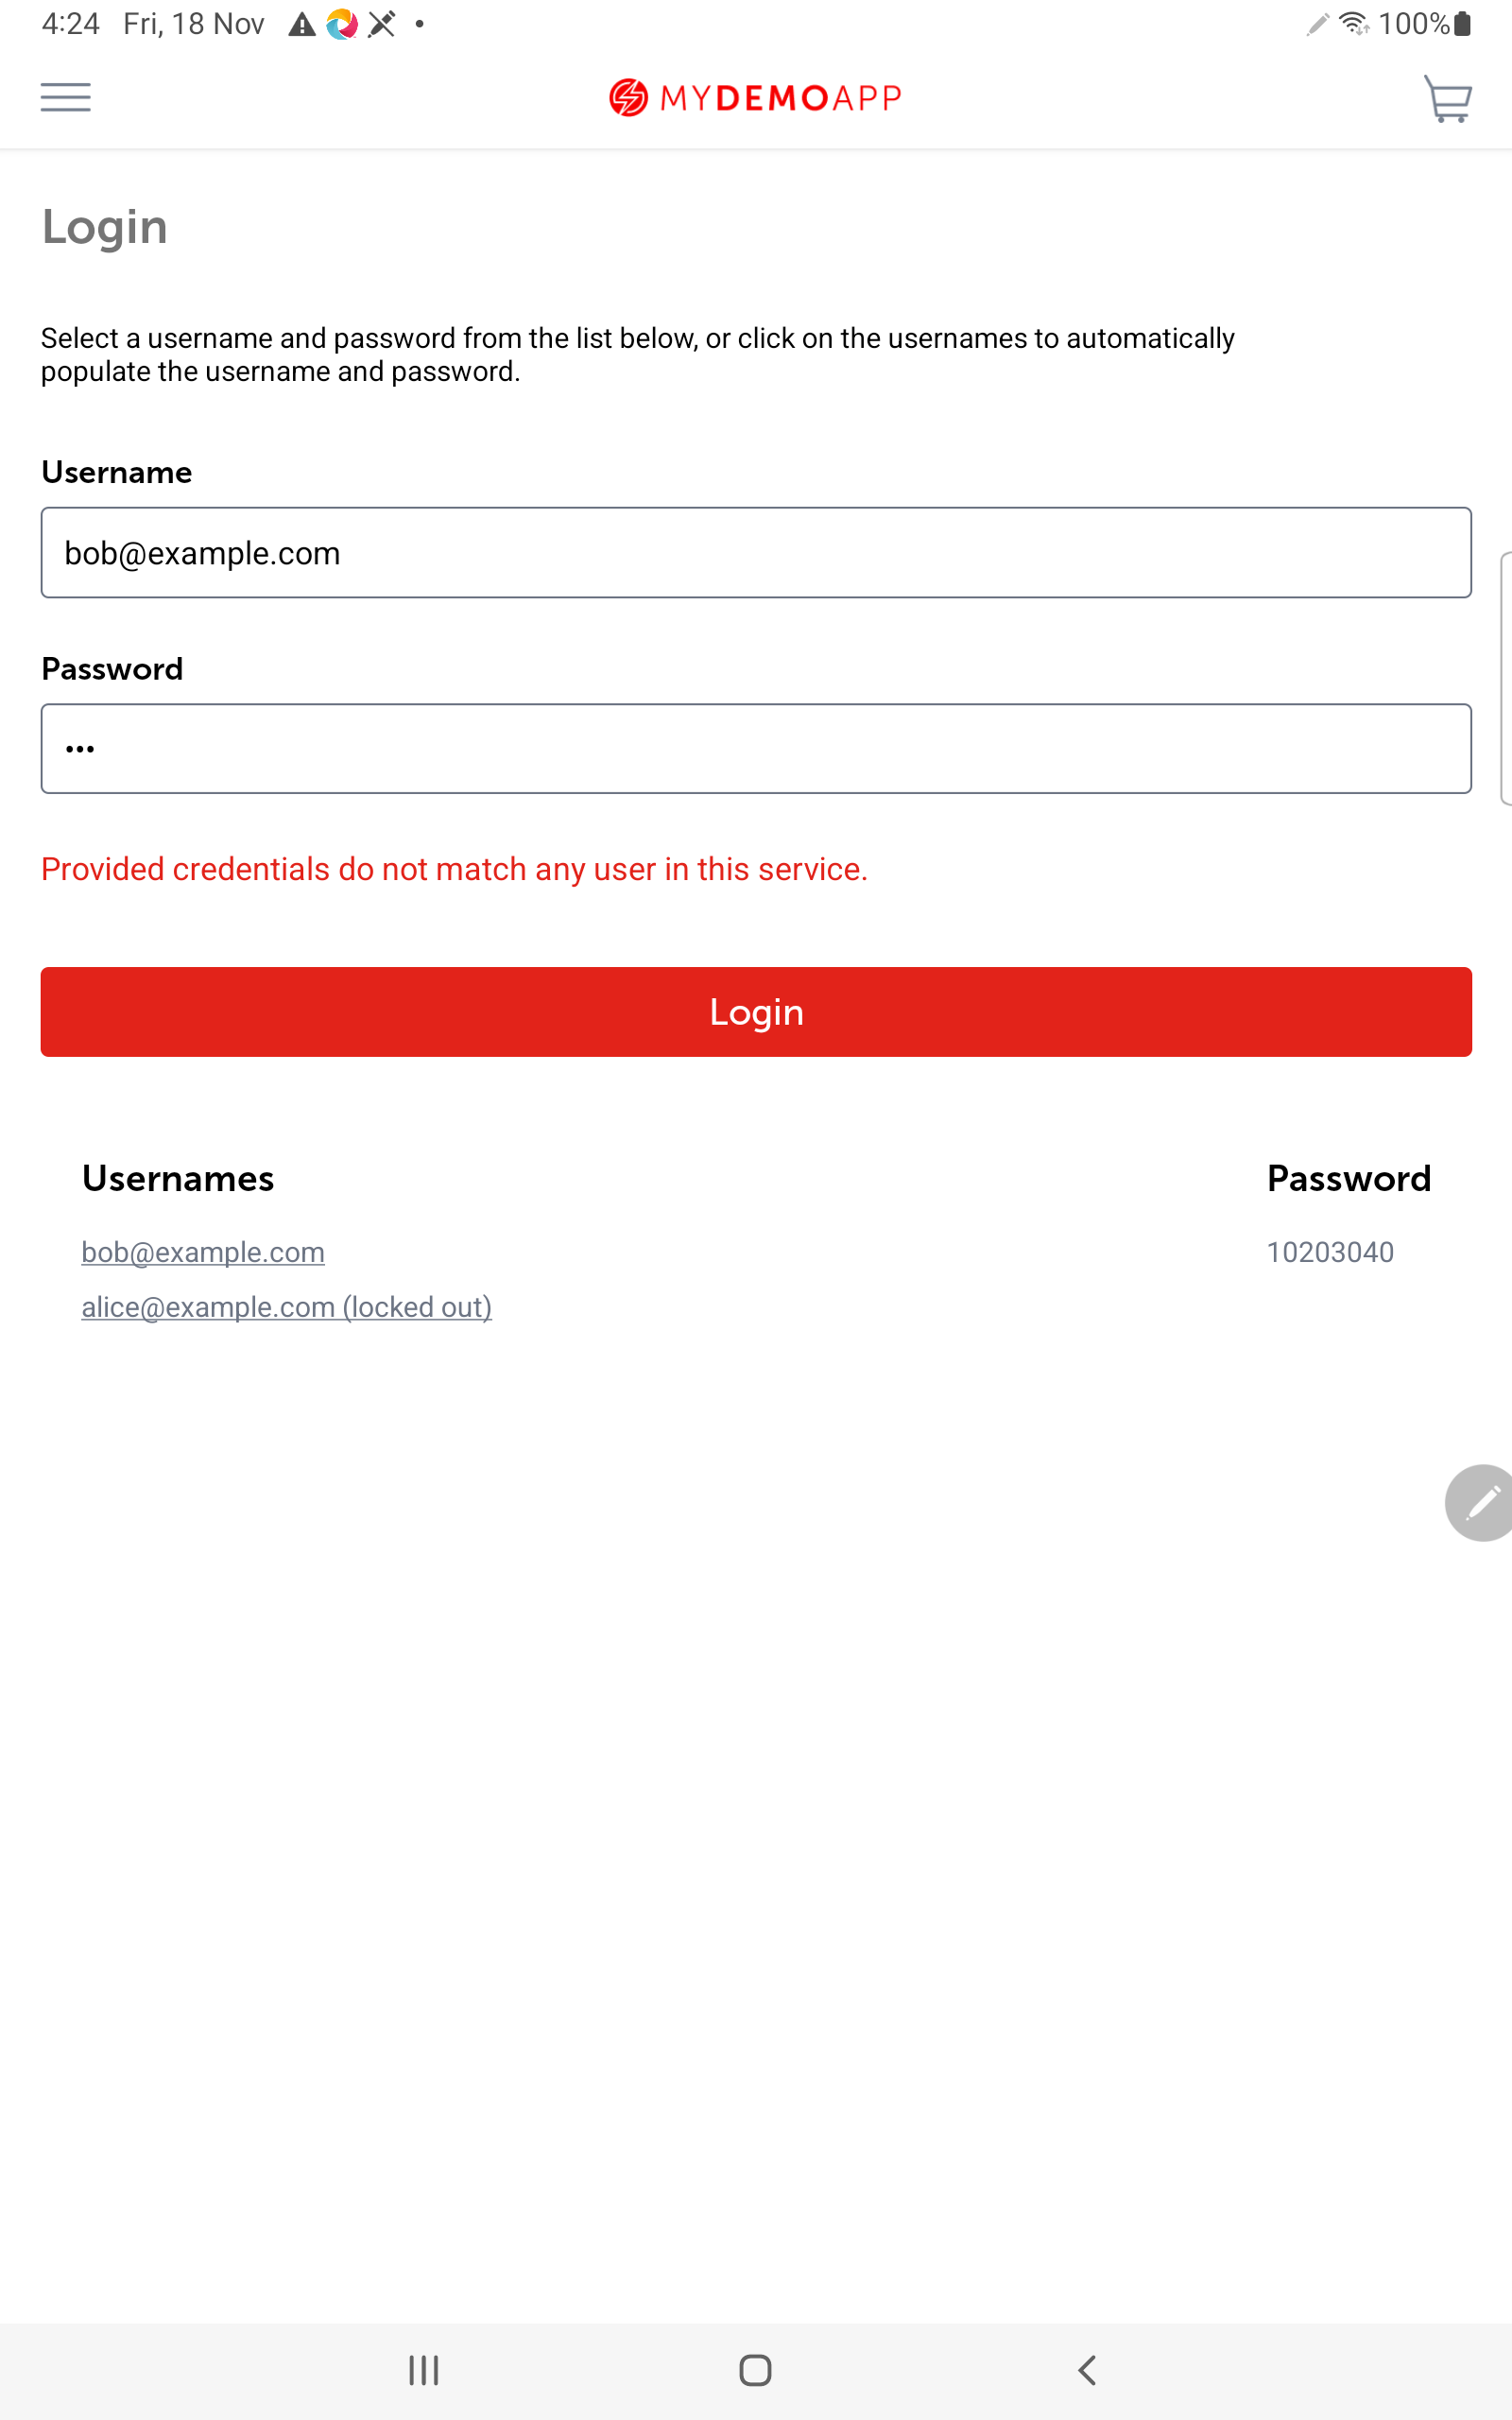 4:24 Fri, 18 Nov
100%
MYDEMOAPP
Login
Select a username and password from the list below, or click on the usernames to automatically
populate the username and password.
Username
bob@example.com
Password
•••
Provided credentials do not match any user in this service.
Login
Usernames Password
bob@example.com 10203040
alice@example.com (locked out)